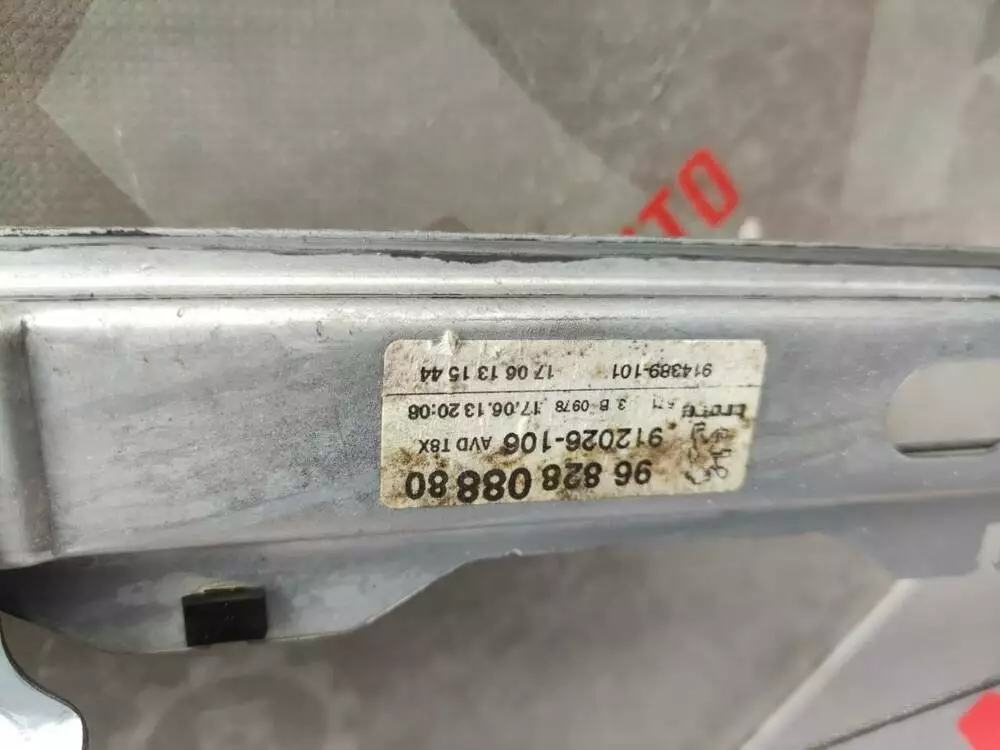 96 828 088 80
912026-106 AVD T8X
3 B 0978 17.06.13 20:08
914389-101 17 06 13 15 44